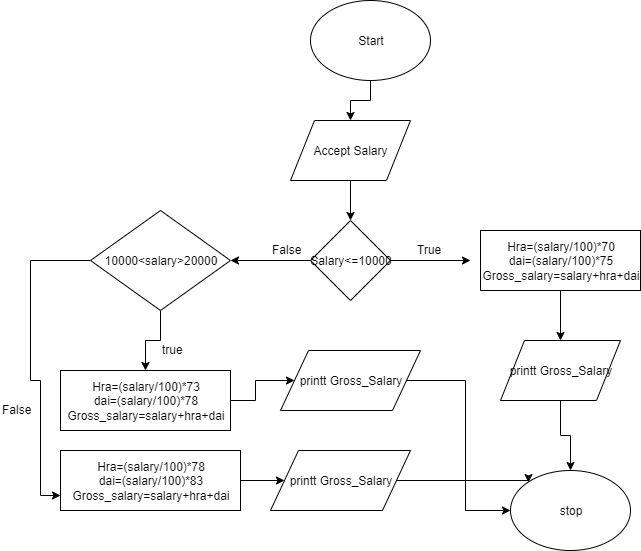 Start
Accept Salary
Salary<=10000
False
True
10000<salary>20000
Hra=(salary/100)*70
dai=(salary/100)*75
Gross_salary=salary+hra+dai
true
Hra=(salary/100)*73
dai=(salary/100)*78
Gross_salary=salary+hra+dai
printt Gross_Salary
printt Gross_Salary
False
Hra=(salary/100)*78
dai=(salary/100)*83
Gross_salary=salary+hra+dai
printt Gross_Salary
stop